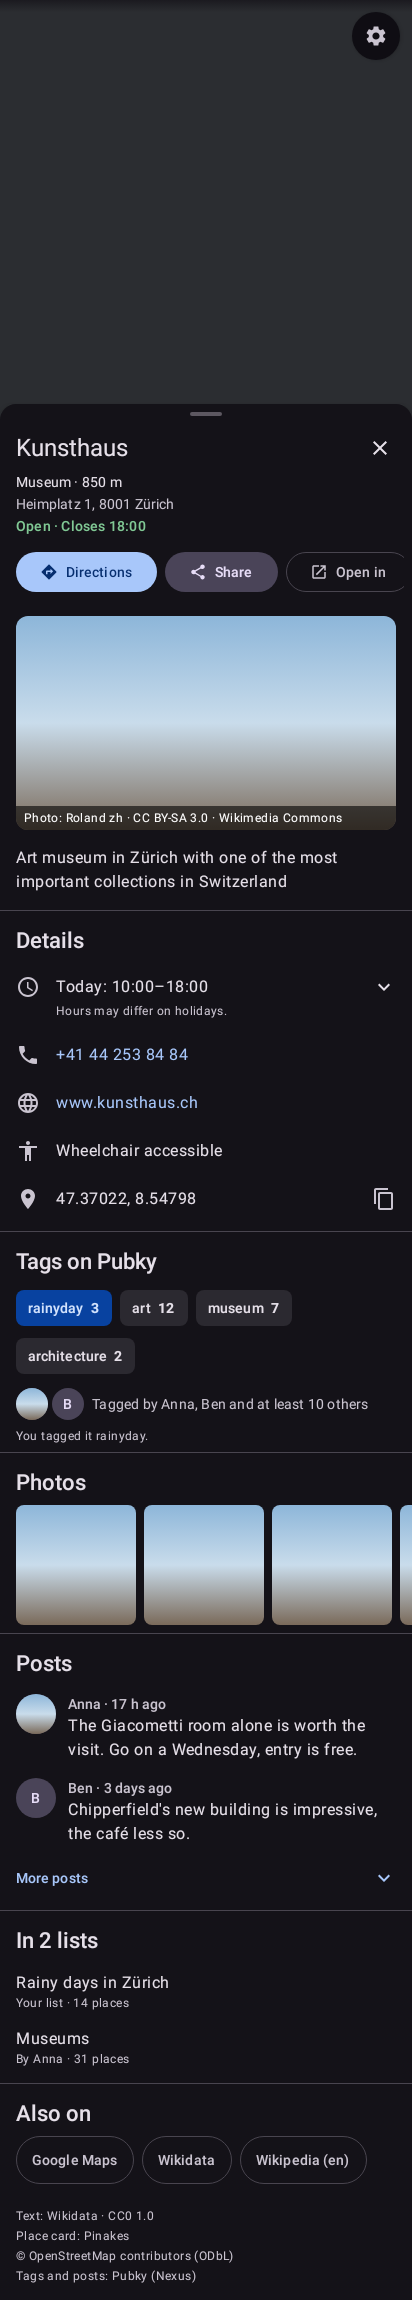 Kunsthaus
Museum · 850 m
Heimplatz 1, 8001 Zürich
Open · Closes 18:00
Directions
Share
Open in
Photo: Roland zh · CC BY-SA 3.0 · Wikimedia Commons
Art museum in Zürich with one of the most
important collections in Switzerland
Details
Today: 10:00–18:00
Hours may differ on holidays.
+41 44 253 84 84
www.kunsthaus.ch
Wheelchair accessible
47.37022, 8.54798
Tags on Pubky
rainyday 3
art 12
museum 7
architecture 2
B
Tagged by Anna, Ben and at least 10 others
You tagged it rainyday.
Photos
Posts
Anna · 17 h ago
The Giacometti room alone is worth the
visit. Go on a Wednesday, entry is free.
B
Ben · 3 days ago
Chipperfield's new building is impressive,
the café less so.
More posts
In 2 lists
Rainy days in Zürich
Your list · 14 places
Museums
By Anna · 31 places
Also on
Google Maps
Wikidata
Wikipedia (en)
Text: Wikidata · CC0 1.0
Place card: Pinakes
© OpenStreetMap contributors (ODbL)
Tags and posts: Pubky (Nexus)